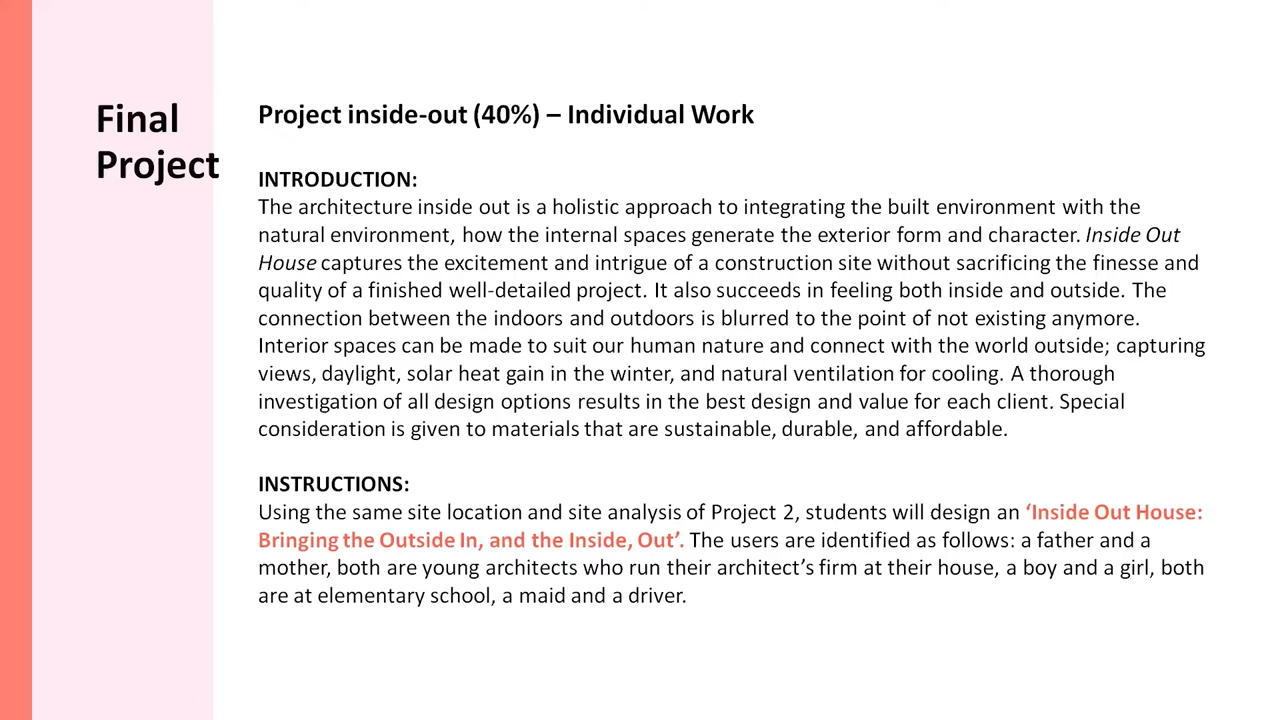 Final
Project
Project inside-out (40%) – Individual Work
INTRODUCTION:
The architecture inside out is a holistic approach to integrating the built environment with the
natural environment, how the internal spaces generate the exterior form and character. Inside Out
House captures the excitement and intrigue of a construction site without sacrificing the finesse and
quality of a finished well-detailed project. It also succeeds in feeling both inside and outside. The
connection between the indoors and outdoors is blurred to the point of not existing anymore.
Interior spaces can be made to suit our human nature and connect with the world outside; capturing
views, daylight, solar heat gain in the winter, and natural ventilation for cooling. A thorough
investigation of all design options results in the best design and value for each client. Special
consideration is given to materials that are sustainable, durable, and affordable.
INSTRUCTIONS:
Using the same site location and site analysis of Project 2, students will design an ‘Inside Out House:
Bringing the Outside In, and the Inside, Out’. The users are identified as follows: a father and a
mother, both are young architects who run their architect’s firm at their house, a boy and a girl, both
are at elementary school, a maid and a driver.